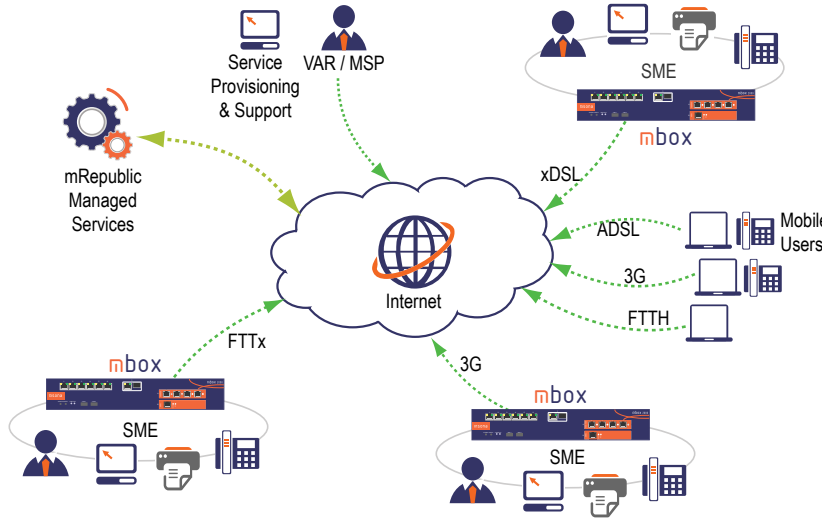 Service
Provisioning
& Support
VAR / MSP
SME
mbox
mRepublic
Managed
Services
xDSL
ADSL
Mobile
Users
3G
FTTH
Internet
FTTx
mbox
SME
3G
mbox
SME